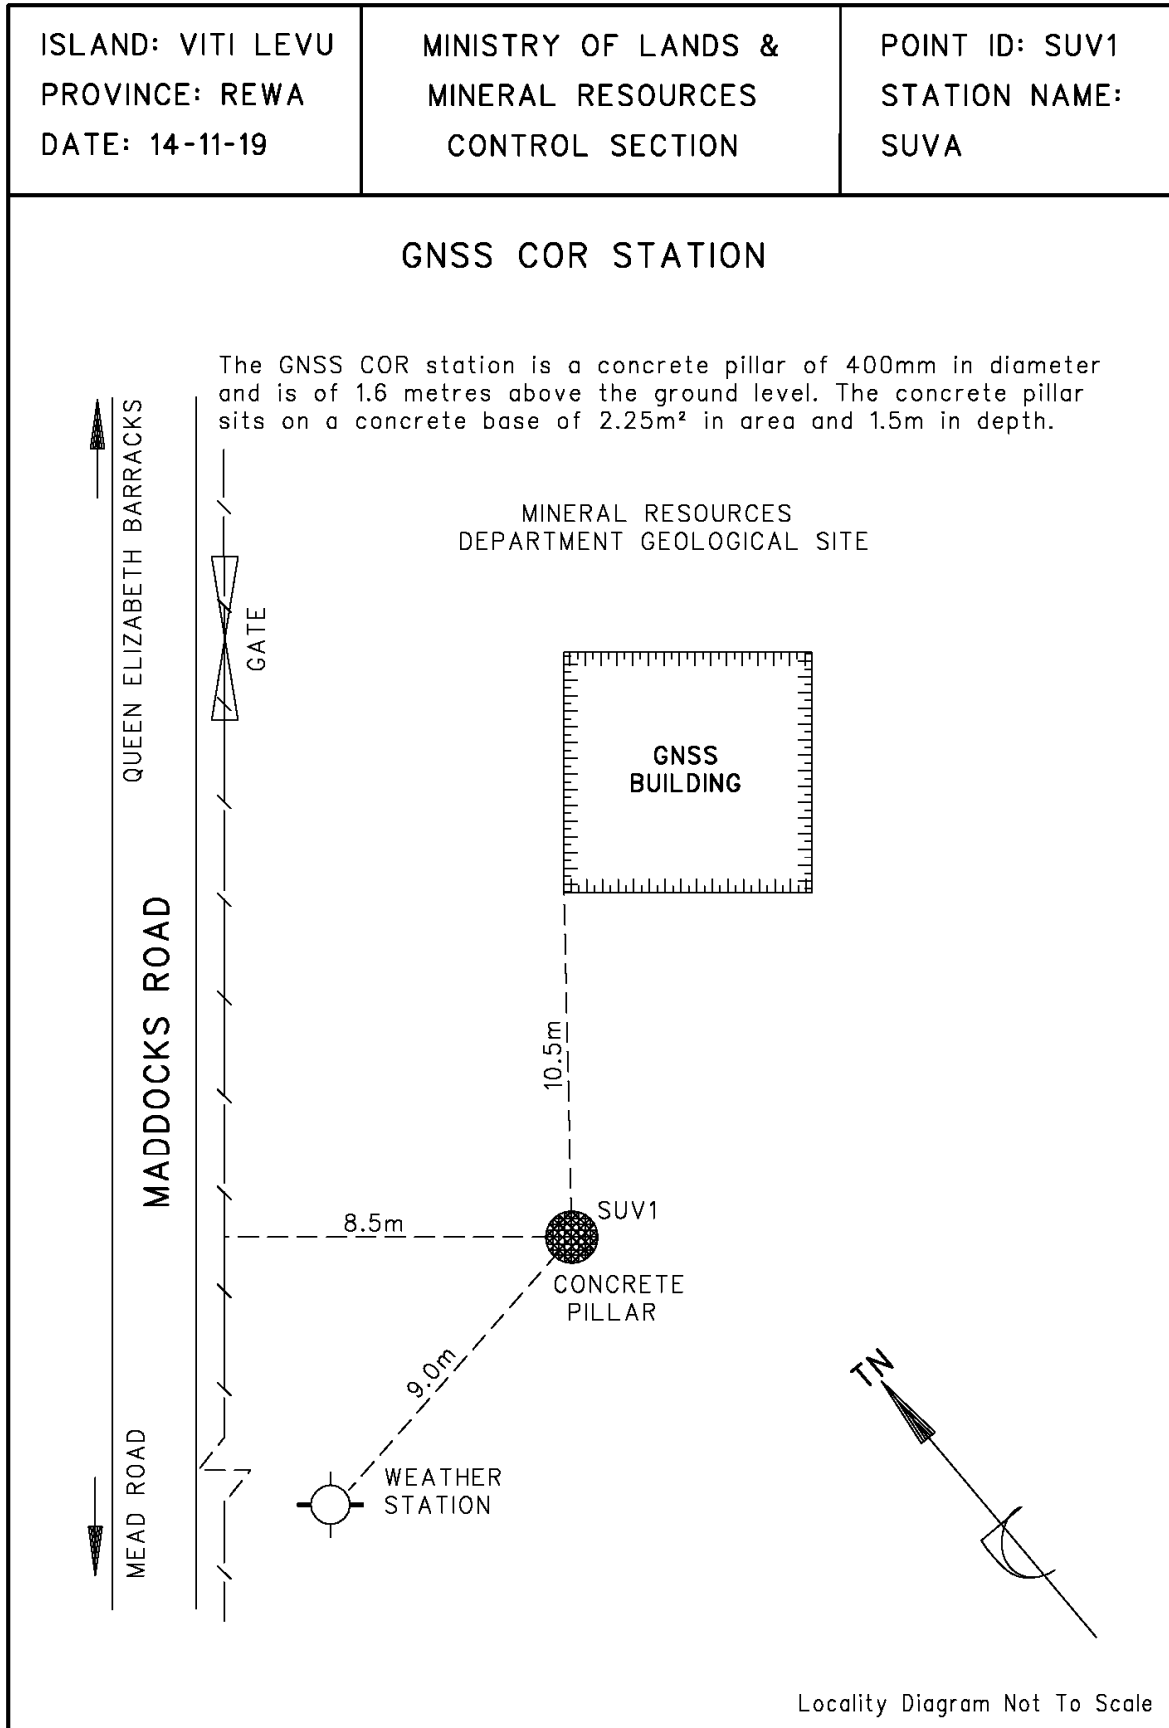 ISLAND: VITI LEVU
PROVINCE: REWA
DATE: 14-11-19
MINISTRY OF LANDS &
MINERAL RESOURCES
CONTROL SECTION
POINT ID: SUV1
STATION NAME:
SUVA
GNSS COR STATION
The GNSS COR station is a concrete pillar of 400mm in diameter
and is of 1.6 metres above the ground level. The concrete pillar
sits on a concrete base of 2.25m² in area and 1.5m in depth.
QUEEN ELIZABETH BARRACKS
MINERAL RESOURCES
DEPARTMENT GEOLOGICAL SITE
GATE
GNSS
BUILDING
MADDOCKS ROAD
10.5m
SUV1
8.5m
CONCRETE
PILLAR
9.0m
TN
MEAD ROAD
WEATHER
STATION
Locality Diagram Not To Scale